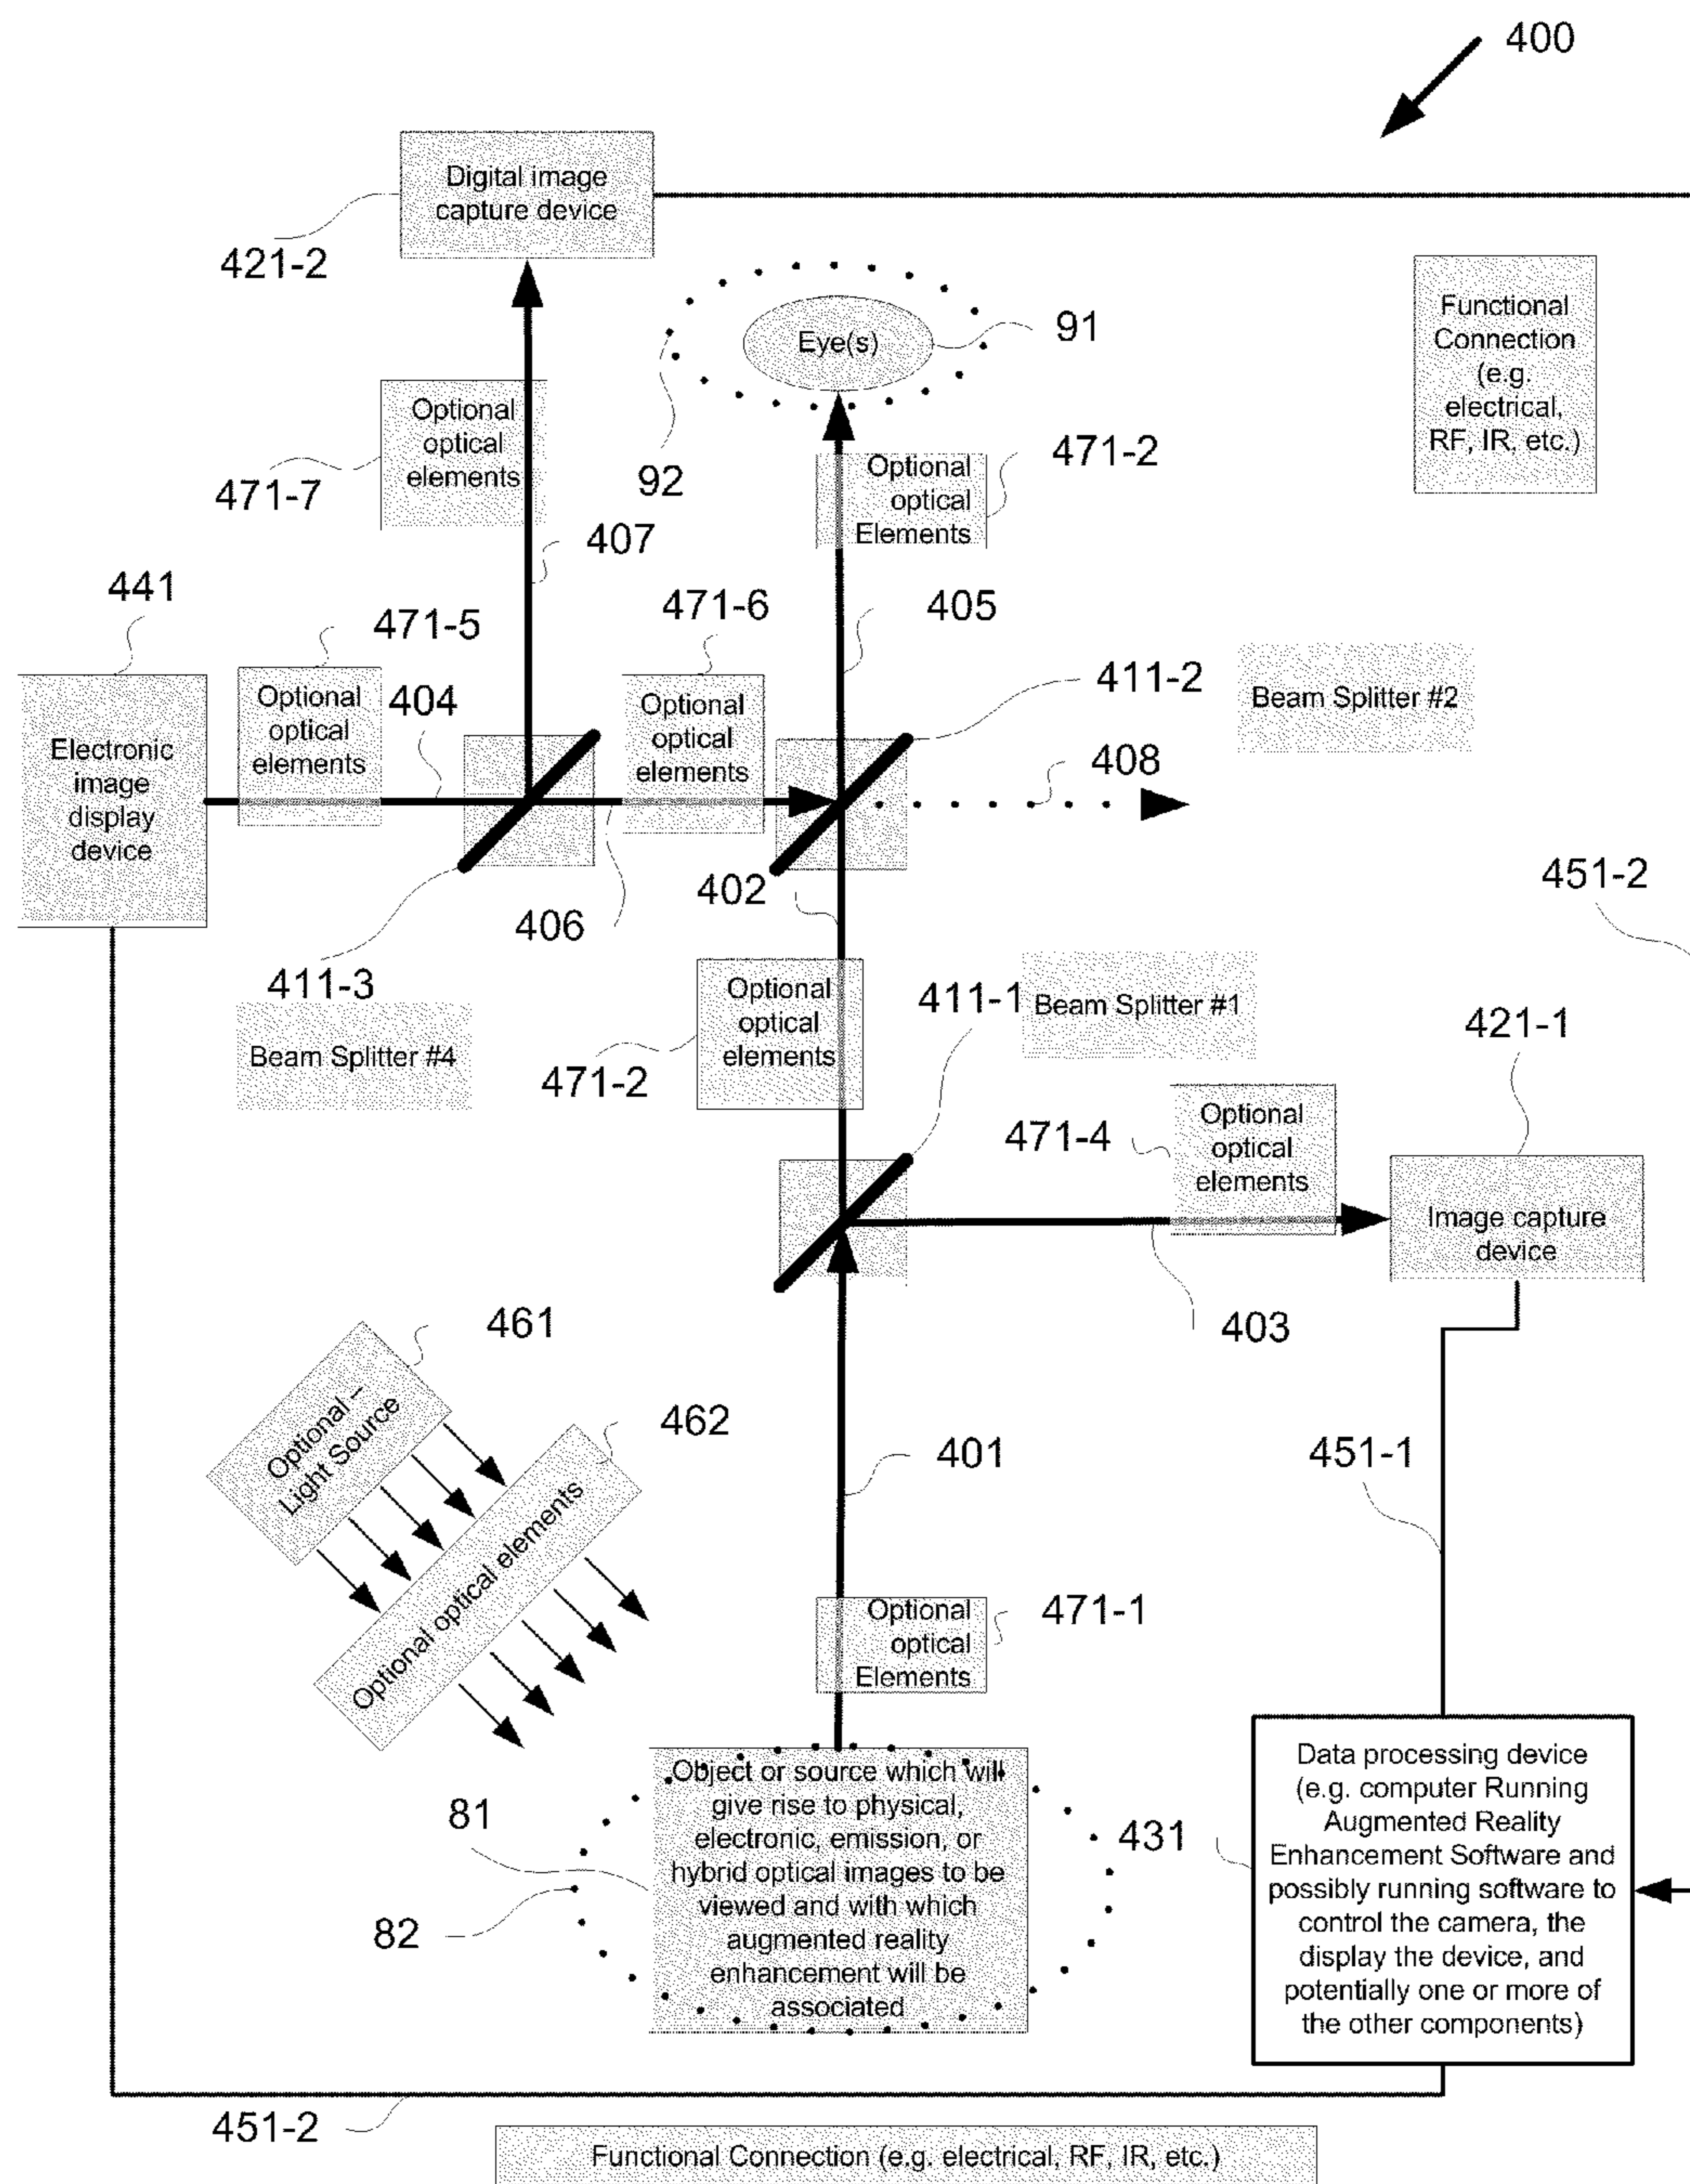 400
Digital image
capture device
421-2
Functional
Connection
(e.g.
electrical,
RF, IR, etc.)
Eye(s)
91
92
Optional
optical
elements
471-7
Optional
optical
Elements
471-2
407
441
471-5
471-6
405
411-2
Beam Splitter #2
Electronic
image
display
device
Optional
optical
elements
404
Optional
optical
elements
408
402
406
451-2
411-3
Beam Splitter #4
Optional
optical
elements
471-2
411-1
Beam Splitter #1
421-1
471-4
Optional
optical
elements
Image capture
device
403
461
Optional –
Light Source
462
Optional optical elements
401
451-1
Optional
optical
Elements
471-1
81
82
Object or source which will
give rise to physical,
electronic, emission, or
hybrid optical images to be
viewed and with which
augmented reality
enhancement will be
associated
431
Data processing device
(e.g. computer Running
Augmented Reality
Enhancement Software and
possibly running software to
control the camera, the
display the device, and
potentially one or more of
the other components)
451-2
Functional Connection (e.g. electrical, RF, IR, etc.)